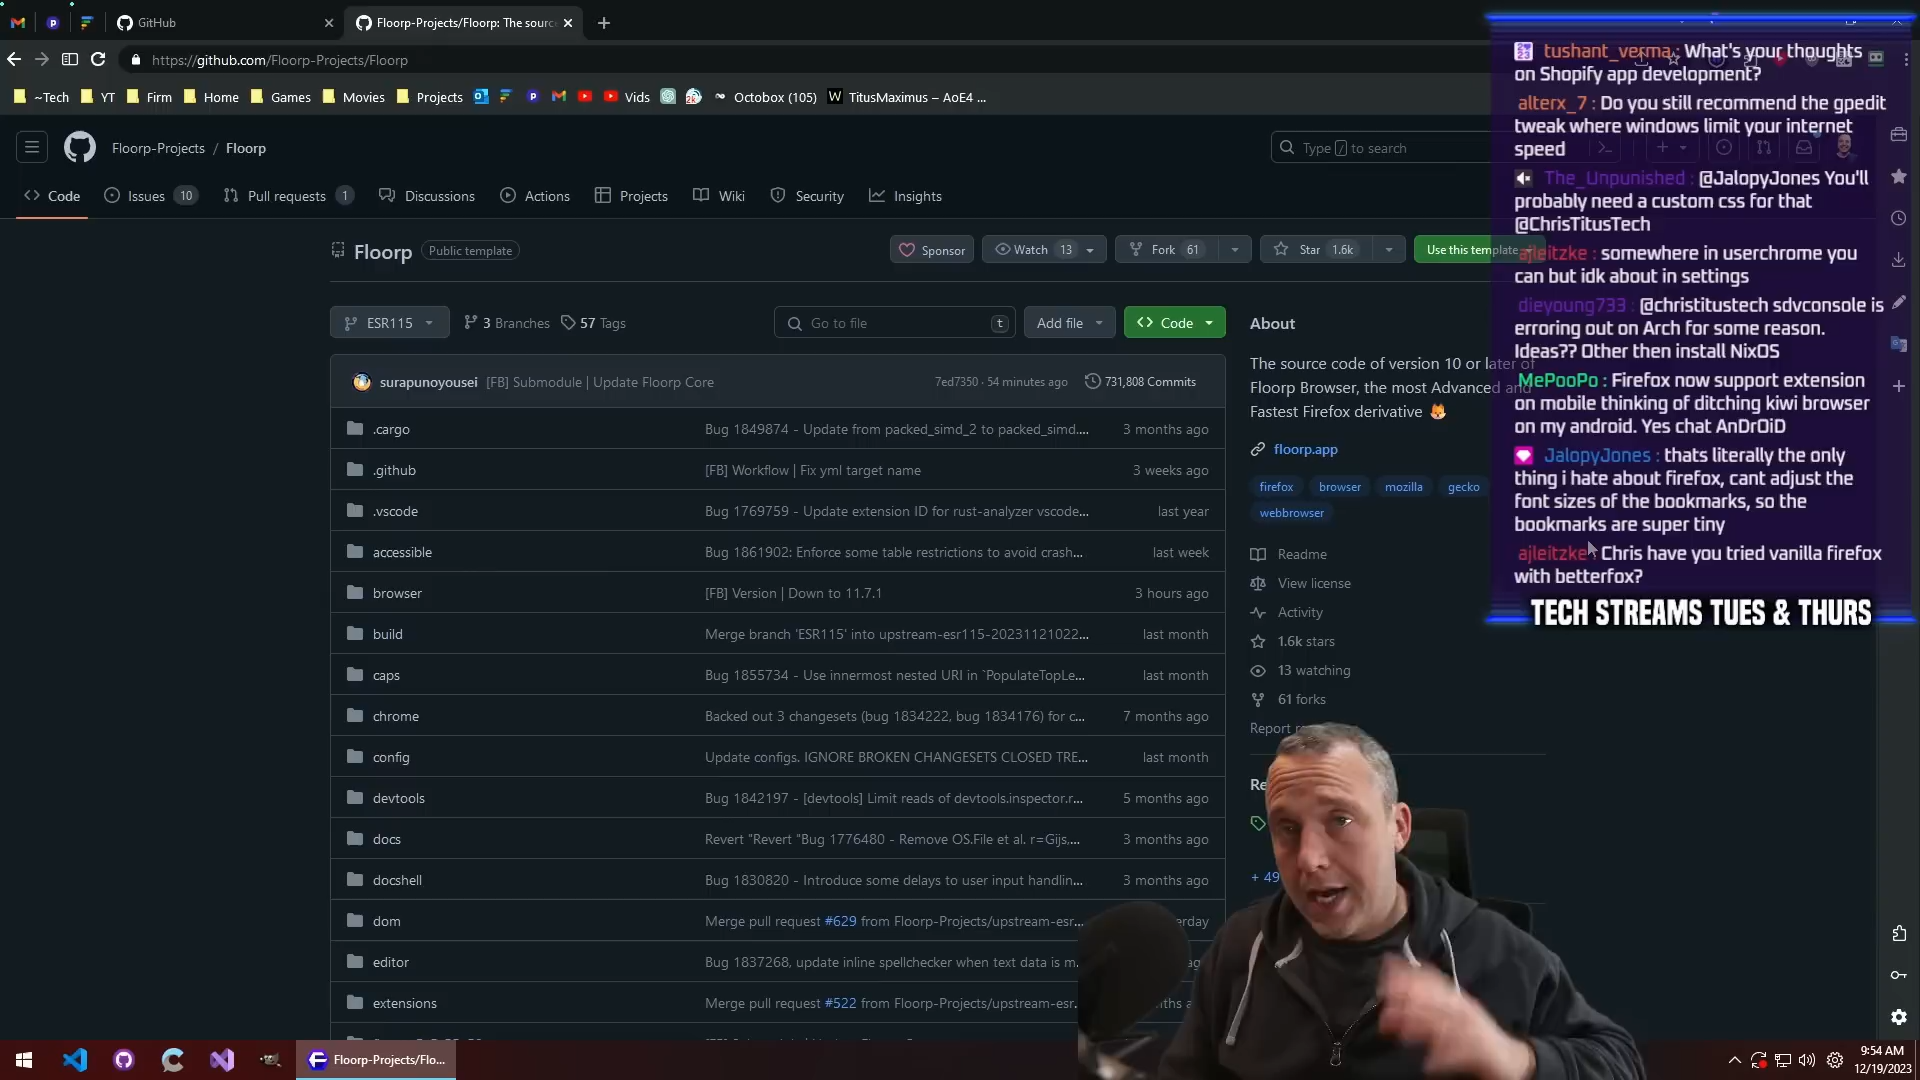 GitHub
Floorp-Projects/Floorp: The sourc
https://github.com/Floorp-Projects/Floorp
~Tech
YT
Firm
Home
Games
Movies
Projects
Vids
Octobox (105)
TitusMaximus – AoE4 ...
Floorp-Projects / Floorp
Type / to search
Code
Issues 10
Pull requests 1
Discussions
Actions
Projects
Wiki
Security
Insights
Floorp
Public template
Sponsor
Watch 13
Fork 61
Star 1.6k
Use this template
ESR115
3 Branches
57 Tags
Go to file
t
Add file
Code
surapunoyousei [FB] Submodule | Update Floorp Core 7ed7350 · 54 minutes ago 731,808 Commits
.cargo Bug 1849874 - Update from packed_simd_2 to packed_simd.... 3 months ago
.github [FB] Workflow | Fix yml target name 3 weeks ago
.vscode Bug 1769759 - Update extension ID for rust-analyzer vscode... last year
accessible Bug 1861902: Enforce some table restrictions to avoid crash... last week
browser [FB] Version | Down to 11.7.1 3 hours ago
build Merge branch 'ESR115' into upstream-esr115-20231121022... last month
caps Bug 1855734 - Use innermost nested URI in `PopulateTopLe... last month
chrome Backed out 3 changesets (bug 1834222, bug 1834176) for c... 7 months ago
config Update configs. IGNORE BROKEN CHANGESETS CLOSED TRE... last month
devtools Bug 1842197 - [devtools] Limit reads of devtools.inspector.r... 5 months ago
docs Revert "Revert "Bug 1776480 - Remove OS.File et al. r=Gijs,... 3 months ago
docshell Bug 1830820 - Introduce some delays to user input handlin... 3 months ago
dom Merge pull request #629 from Floorp-Projects/upstream-esr...
editor Bug 1837268, update inline spellchecker when text data is m.
extensions Merge pull request #522 from Floorp-Projects/upstream-esr.
About
The source code of version 10 or later of
Floorp Browser, the most Advanced and
Fastest Firefox derivative
floorp.app
firefox
browser
mozilla
gecko
webbrowser
Readme
View license
Activity
1.6k stars
13 watching
61 forks
Report
+ 49
tushant_verma : What's your thoughts
on Shopify app development?
alterx_7 : Do you still recommend the gpedit
tweak where windows limit your internet
speed
The_Unpunished : @JalopyJones You'll
probably need a custom css for that
@ChrisTitusTech
ajleitzke : somewhere in userchrome you
can but idk about in settings
dieyoung733 : @christitustech sdvconsole is
erroring out on Arch for some reason.
Ideas?? Other then install NixOS
MePooPo : Firefox now support extension
on mobile thinking of ditching kiwi browser
on my android. Yes chat AnDrOiD
JalopyJones : thats literally the only
thing i hate about firefox, cant adjust the
font sizes of the bookmarks, so the
bookmarks are super tiny
ajleitzke : Chris have you tried vanilla firefox
with betterfox?
TECH STREAMS TUES & THURS
Floorp-Projects/Flo...
9:54 AM
12/19/2023